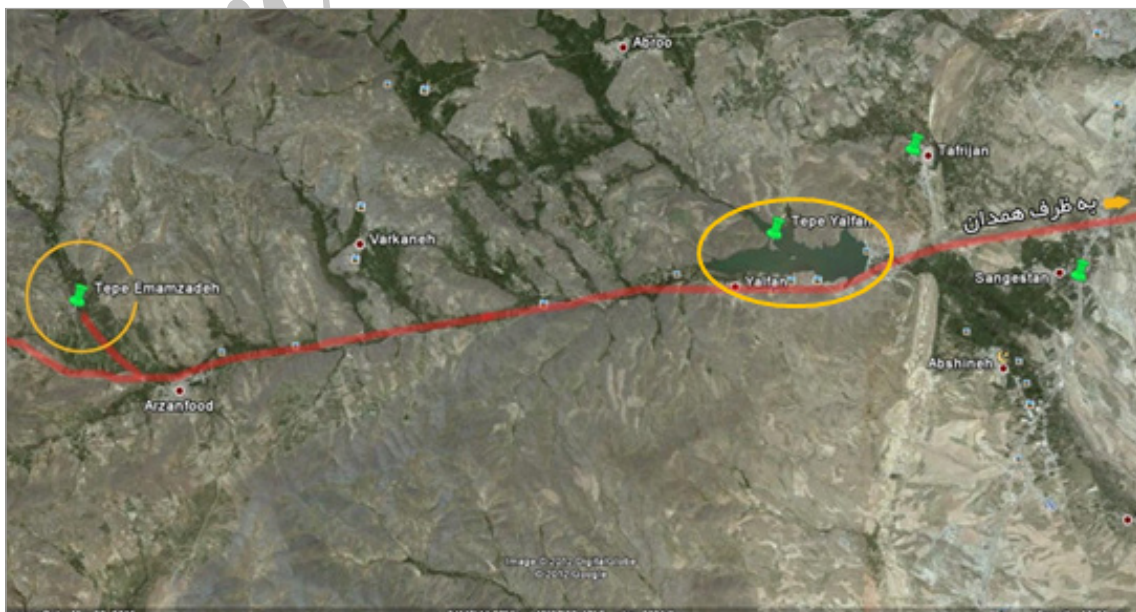 Abroo
Tafrijan
به طرف همدان
Tepe Yalfan
Varkaneh
Sangestan
Yalfan
Tepe Emamzadeh
Abshineh
Arzanfood
Image © 2012 DigitalGlobe
© 2012 Google